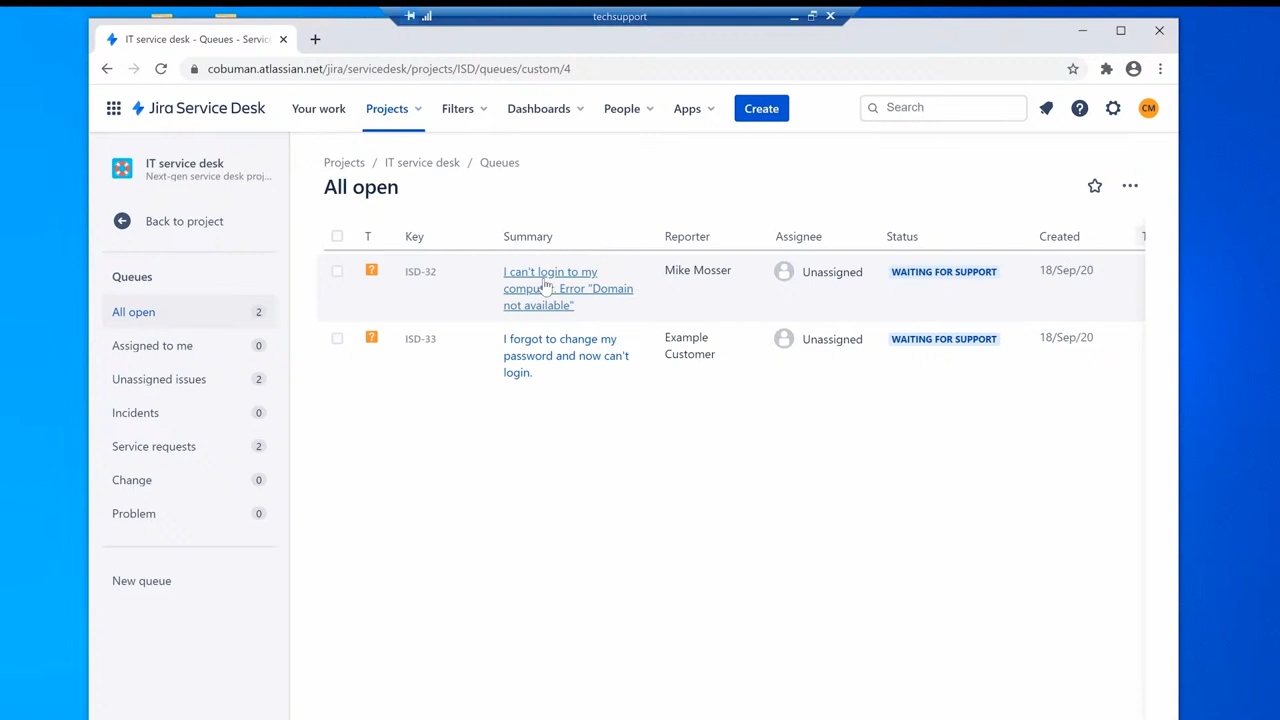 techsupport
IT service desk - Queues - Servic
cobuman.atlassian.net/jira/servicedesk/projects/ISD/queues/custom/4
Jira Service Desk
Your work
Projects
Filters
Dashboards
People
Apps
Create
Search
CM
IT service desk
Next-gen service desk proj...
Back to project
Queues
All open 2
Assigned to me 0
Unassigned issues 2
Incidents 0
Service requests 2
Change 0
Problem 0
New queue
Projects / IT service desk / Queues
All open
T Key Summary Reporter Assignee Status Created
ISD-32
I can't login to my
Error "Domain
not available"
Mike Mosser
Unassigned
WAITING FOR SUPPORT
18/Sep/20
ISD-33
I forgot to change my
password and now can't
login.
Example
Customer
Unassigned
WAITING FOR SUPPORT
18/Sep/20